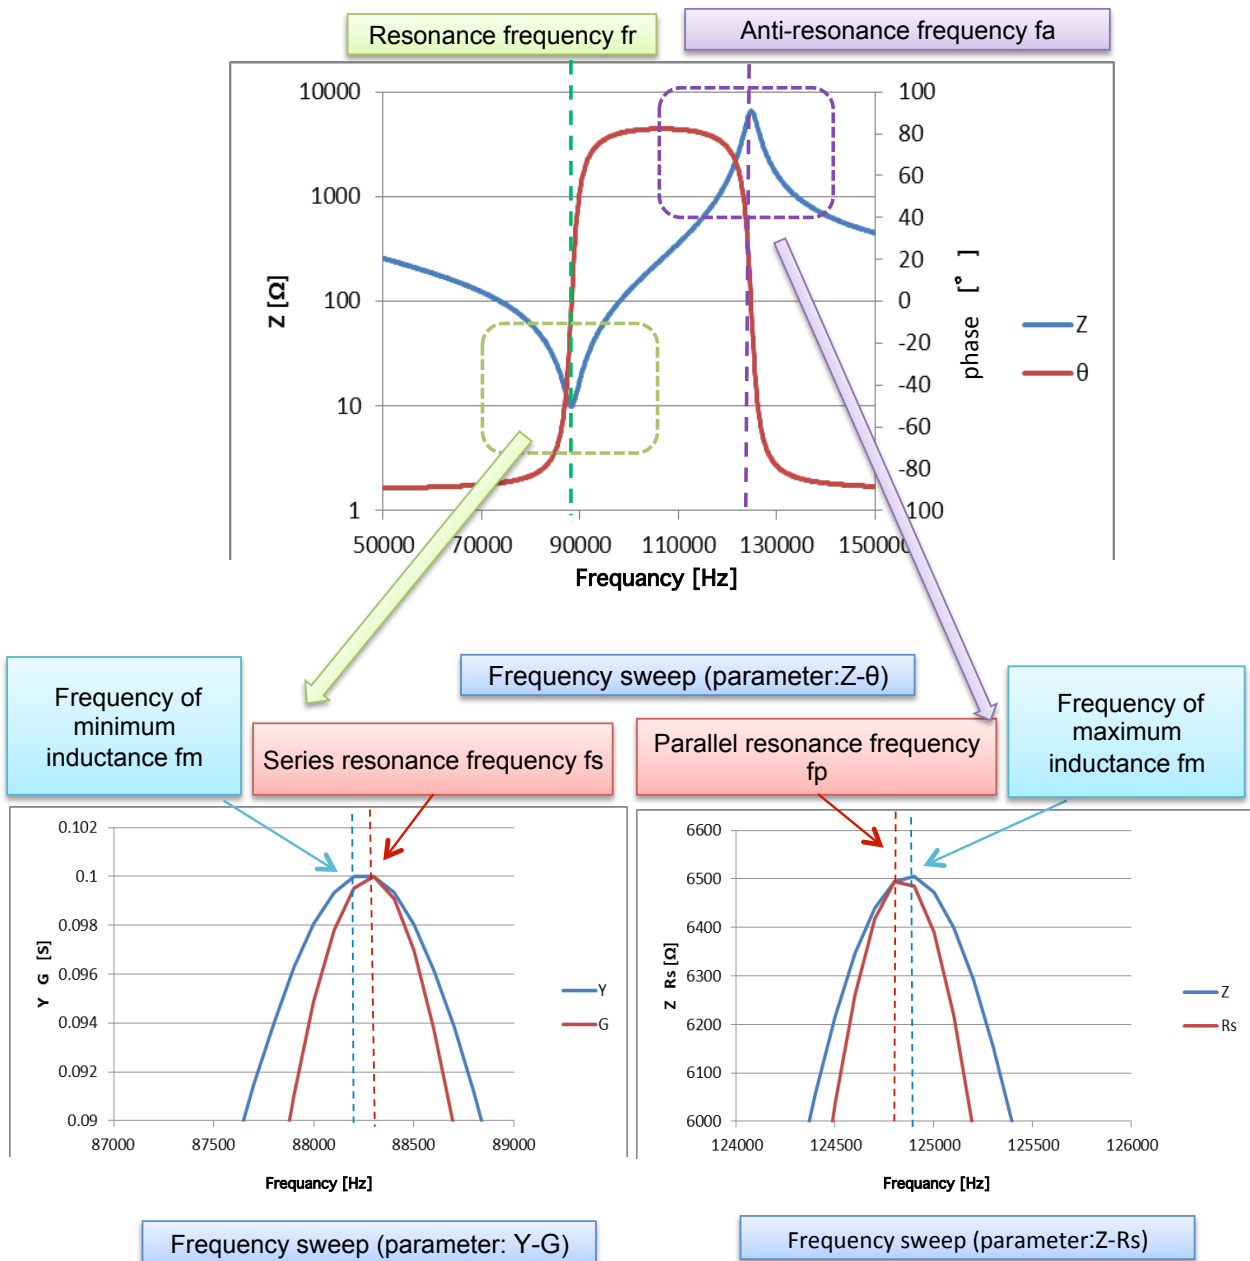 Resonance frequency fr
Anti-resonance frequency fa
10000
1000
100
10
1
Z [Ω]
100
80
60
40
20
0
-20
-40
-60
-80
100
phase [°]
Z
θ
50000 70000 90000 110000 130000 150000
Frequancy [Hz]
Frequency sweep (parameter:Z-θ)
Frequency of
minimum
inductance fm
Series resonance frequency fs
Parallel resonance frequency
fp
Frequency of
maximum
inductance fm
0.102
0.1
0.098
0.096
0.094
0.092
0.09
Y G [S]
Y
G
87000 87500 88000 88500 89000
Frequancy [Hz]
Frequency sweep (parameter: Y-G)
6600
6500
6400
6300
6200
6100
6000
Z Rs [Ω]
Z
Rs
124000 124500 125000 125500 126000
Frequancy [Hz]
Frequency sweep (parameter:Z-Rs)